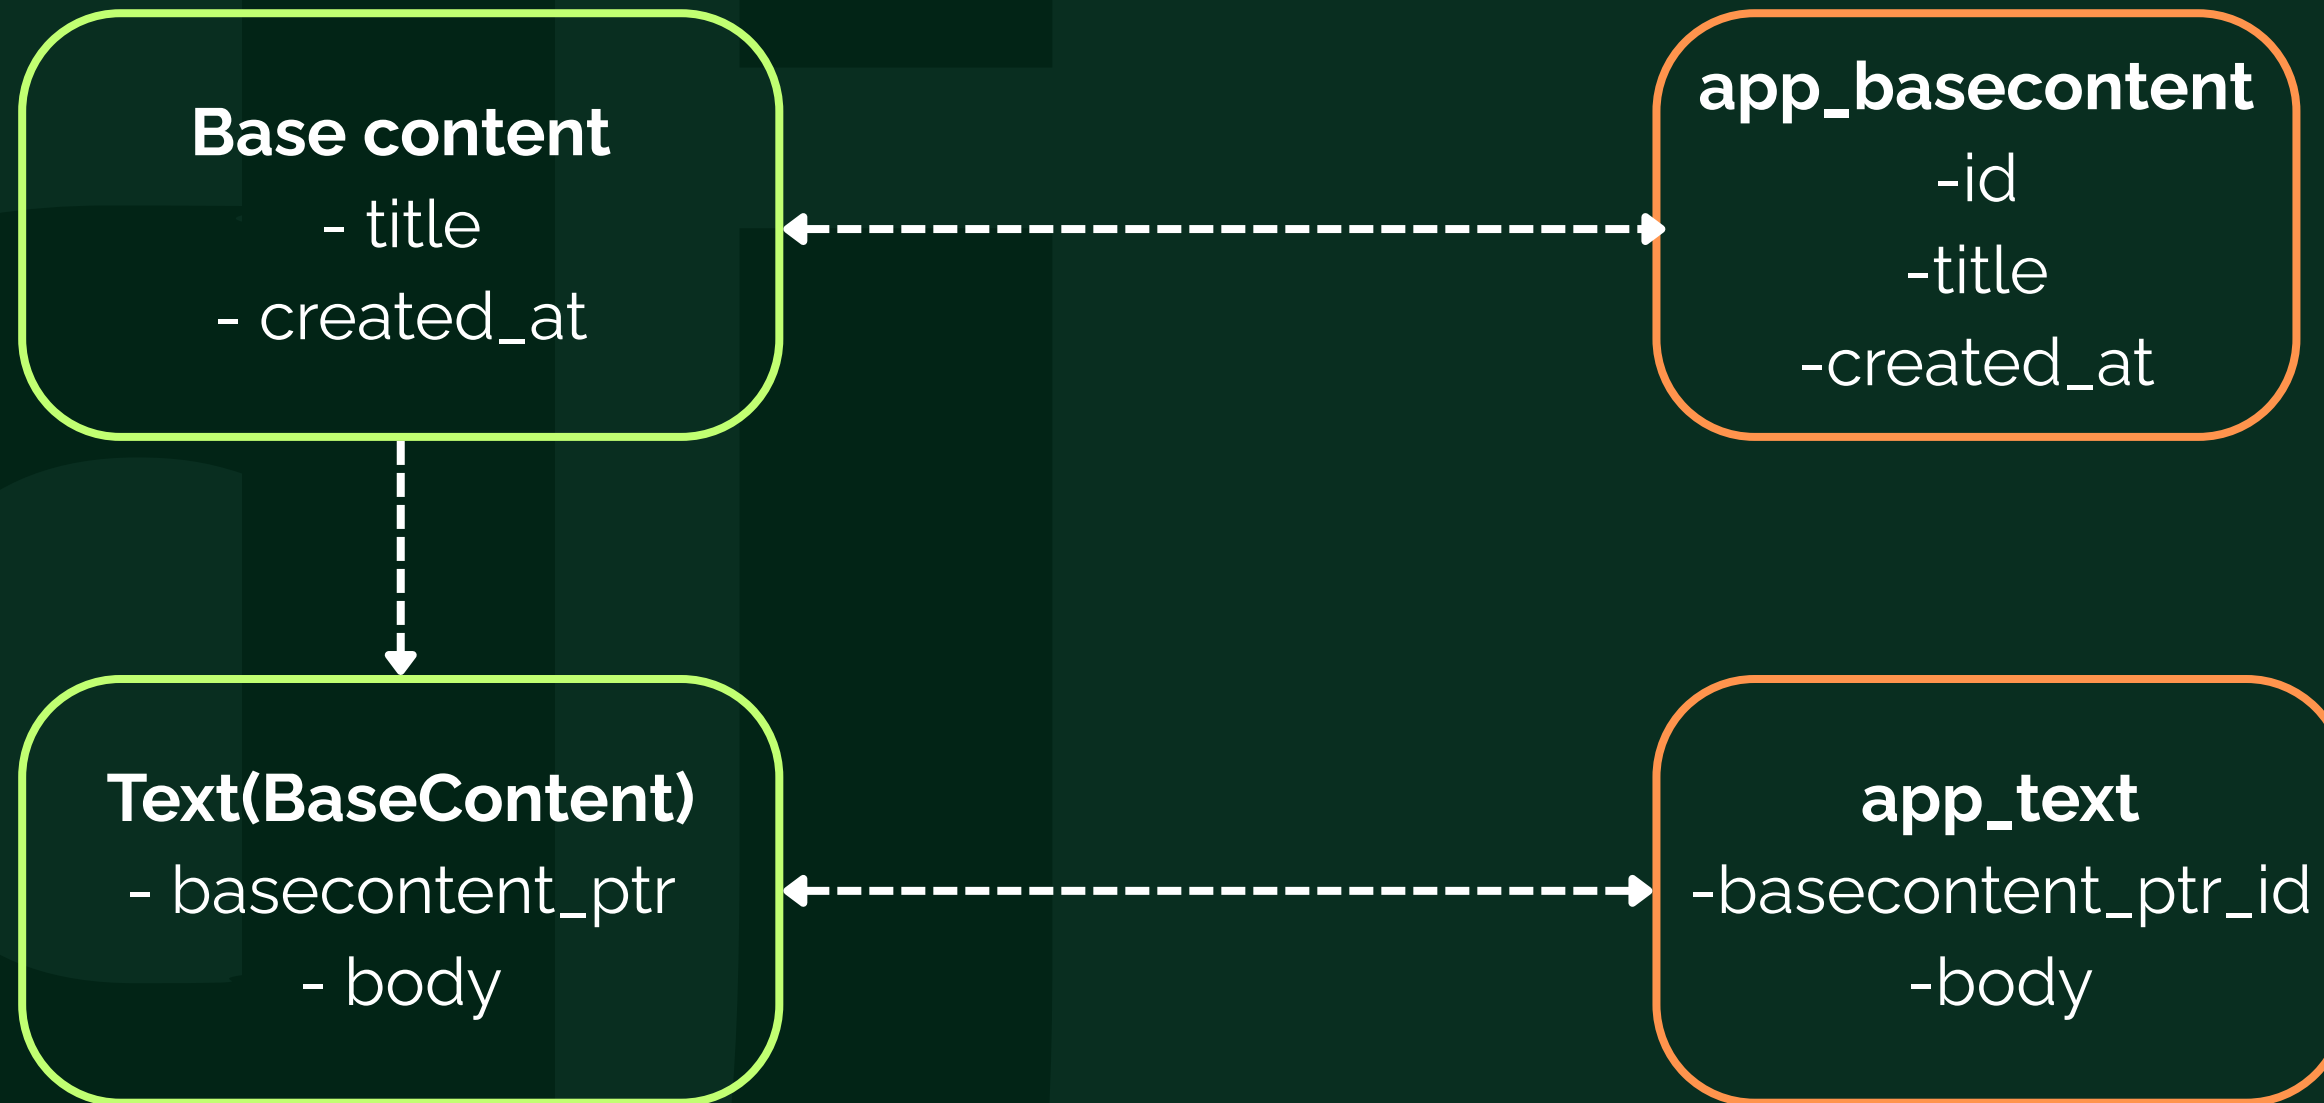 Base content
- title
- created_at
app_basecontent
-id
-title
-created_at
Text(BaseContent)
- basecontent_ptr
- body
app_text
-basecontent_ptr_id
-body